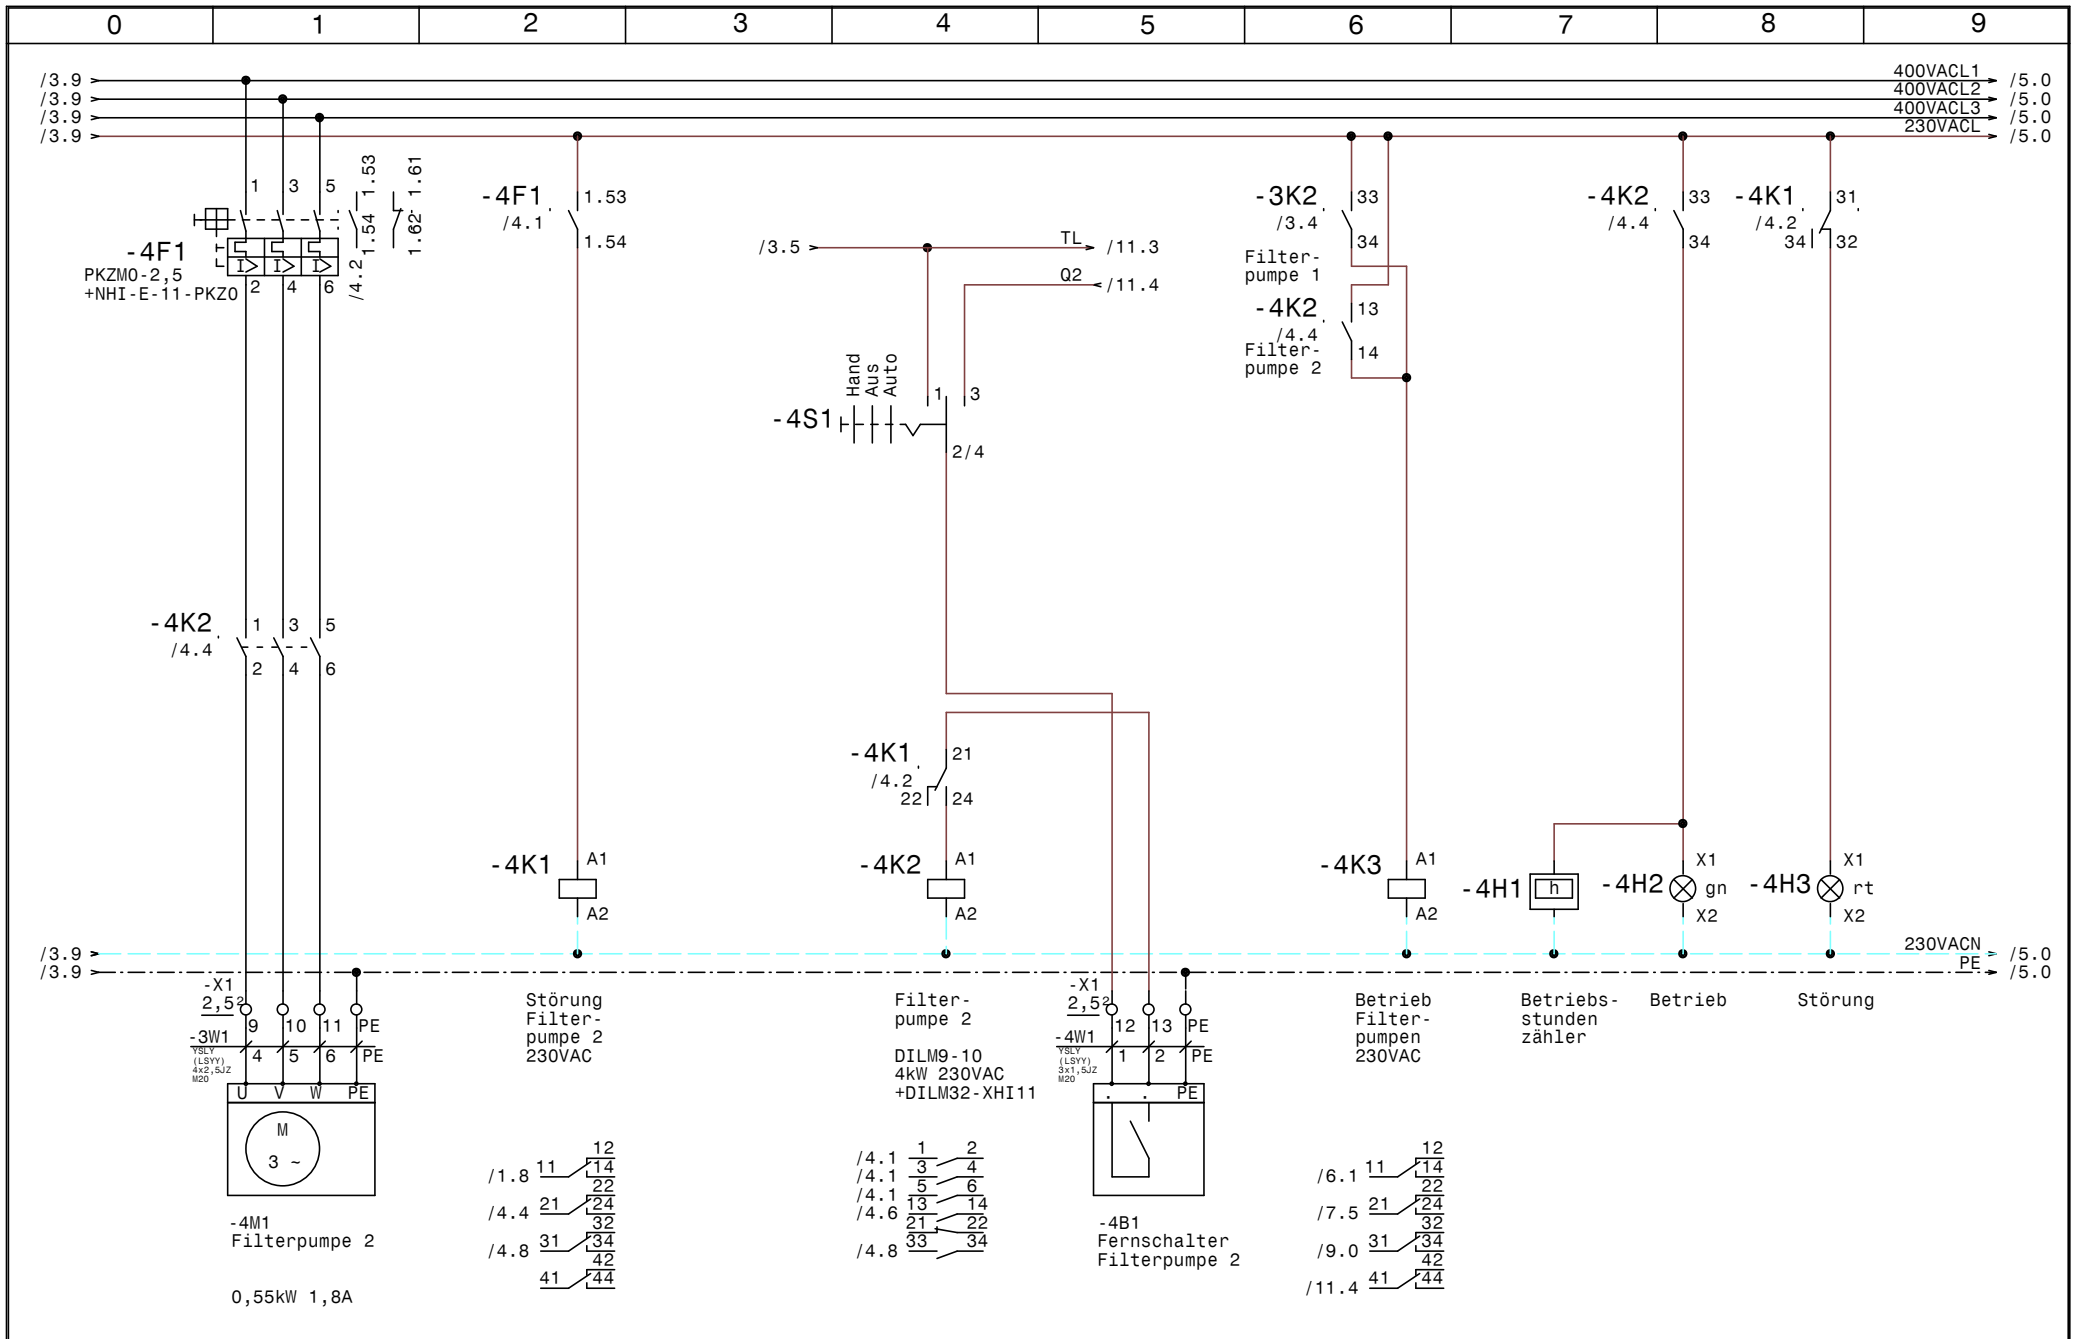 0 1 2 3 4 5 6 7 8 9
/3.9 400VACL1 /5.0
/3.9 400VACL2 /5.0
/3.9 400VACL3 /5.0
/3.9 230VACL /5.0
1 3 5
1.53
1.54
1.61
1.62
/4.2
-4F1
PKZM0-2,5
+NHI-E-11-PKZ0
2 4 6
-4F1
/4.1
1.53
1.54
/3.5 TL /11.3
Q2 /11.4
-3K2
/3.4
33
34
Filter-
pumpe 1
-4K2
/4.4
13
14
Filter-
pumpe 2
-4K2
/4.4
33
34
-4K1
/4.2
31
34 32
Hand
Aus
Auto
-4S1
1 3
2/4
-4K2
/4.4
1 3 5
2 4 6
-4K1
/4.2
21
22 24
-4K1
A1
A2
-4K2
A1
A2
-4K3
A1
A2
-4H1
h
-4H2
X1
gn
X2
-4H3
X1
rt
X2
/3.9 230VACN /5.0
/3.9 PE /5.0
-X1
2,5²
9 10 11 PE
-3W1
YSLY
(LSYY)
4x2,5JZ
M20
4 5 6 PE
U V W PE
M
3 ~
-4M1
Filterpumpe 2
0,55kW 1,8A
Störung
Filter-
pumpe 2
230VAC
Filter-
pumpe 2
DILM9-10
4kW 230VAC
+DILM32-XHI11
-X1
2,5²
12 13 PE
-4W1
YSLY
(LSYY)
3x1,5JZ
M20
1 2 PE
. . PE
-4B1
Fernschalter
Filterpumpe 2
Betrieb
Filter-
pumpen
230VAC
Betriebs-
stunden
zähler
Betrieb
Störung
12
/1.8 11 14
22
/4.4 21 24
32
/4.8 31 34
42
41 44
/4.1 1 2
/4.1 3 4
/4.1 5 6
/4.6 13 14
21 22
/4.8 33 34
12
/6.1 11 14
22
/7.5 21 24
32
/9.0 31 34
42
/11.4 41 44